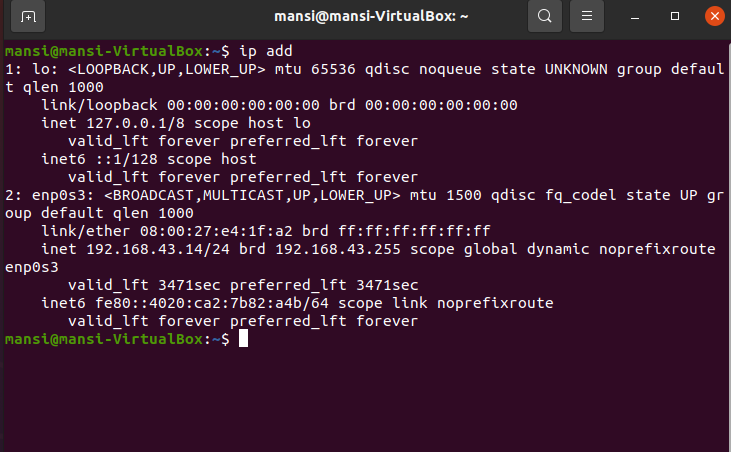 mansi@mansi-VirtualBox: ~
mansi@mansi-VirtualBox:~$ ip add
1: lo: <LOOPBACK,UP,LOWER_UP> mtu 65536 qdisc noqueue state UNKNOWN group defaul
t qlen 1000
    link/loopback 00:00:00:00:00:00 brd 00:00:00:00:00:00
    inet 127.0.0.1/8 scope host lo
       valid_lft forever preferred_lft forever
    inet6 ::1/128 scope host
       valid_lft forever preferred_lft forever
2: enp0s3: <BROADCAST,MULTICAST,UP,LOWER_UP> mtu 1500 qdisc fq_codel state UP gr
oup default qlen 1000
    link/ether 08:00:27:e4:1f:a2 brd ff:ff:ff:ff:ff:ff
    inet 192.168.43.14/24 brd 192.168.43.255 scope global dynamic noprefixroute
enp0s3
       valid_lft 3471sec preferred_lft 3471sec
    inet6 fe80::4020:ca2:7b82:a4b/64 scope link noprefixroute
       valid_lft forever preferred_lft forever
mansi@mansi-VirtualBox:~$